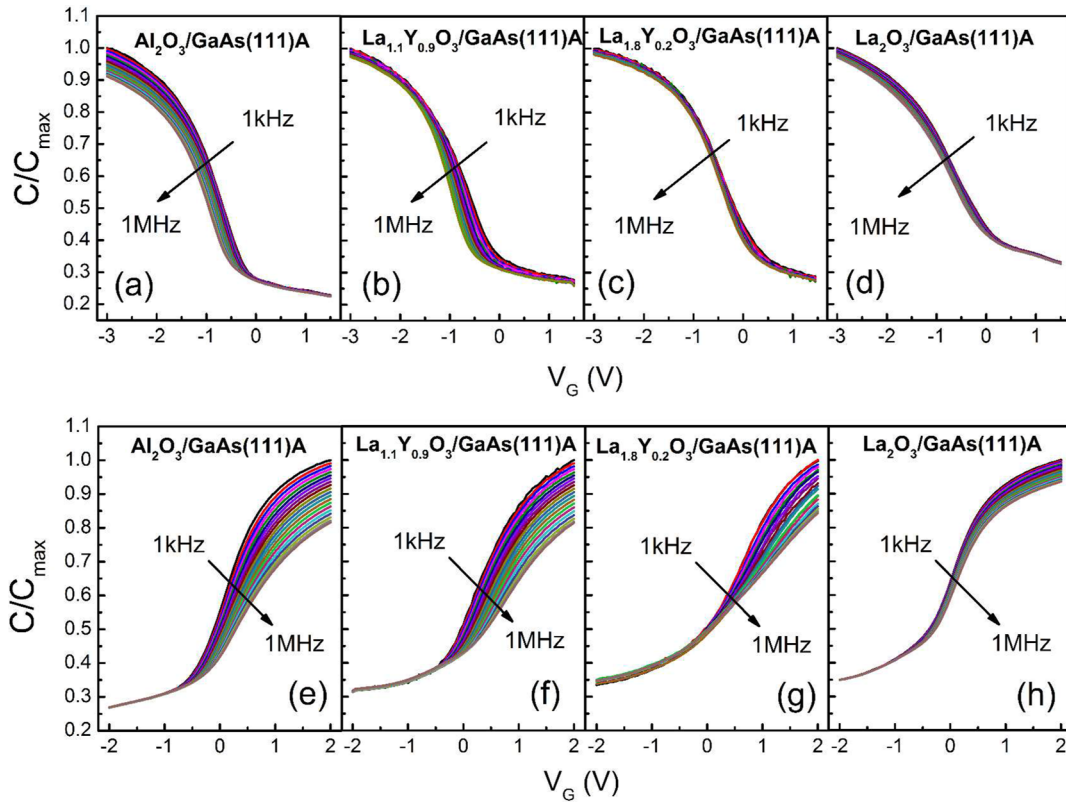 Al₂O₃/GaAs(111)A
La₁.₁Y₀.₉O₃/GaAs(111)A
La₁.₈Y₀.₂O₃/GaAs(111)A
La₂O₃/GaAs(111)A
C/Cmax
1.1
1.0
0.9
0.8
0.7
0.6
0.5
0.4
0.3
0.2
1kHz
1MHz
(a)
1kHz
1MHz
(b)
1kHz
1MHz
(c)
1kHz
1MHz
(d)
-3 -2 -1 0 1
-3 -2 -1 0 1
-3 -2 -1 0 1
-3 -2 -1 0 1
V_G (V)
Al₂O₃/GaAs(111)A
La₁.₁Y₀.₉O₃/GaAs(111)A
La₁.₈Y₀.₂O₃/GaAs(111)A
La₂O₃/GaAs(111)A
C/Cmax
1.1
1.0
0.9
0.8
0.7
0.6
0.5
0.4
0.3
0.2
1kHz
1MHz
(e)
1kHz
1MHz
(f)
1kHz
1MHz
(g)
1kHz
1MHz
(h)
-2 -1 0 1 2
-2 -1 0 1 2
-2 -1 0 1 2
-2 -1 0 1 2
V_G (V)